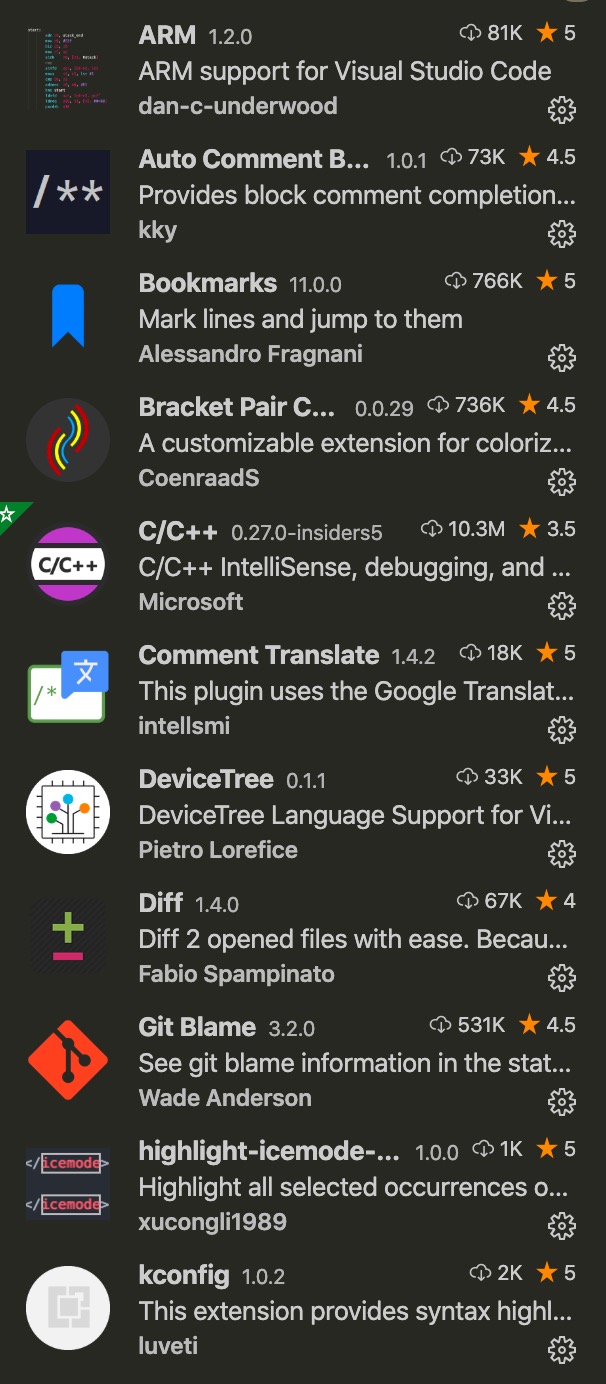 ARM 1.2.0 81K 5
ARM support for Visual Studio Code
dan-c-underwood
/**
Auto Comment B... 1.0.1 73K 4.5
Provides block comment completion...
kky
Bookmarks 11.0.0 766K 5
Mark lines and jump to them
Alessandro Fragnani
Bracket Pair C... 0.0.29 736K 4.5
A customizable extension for coloriz...
CoenraadS
C/C++
C/C++ 0.27.0-insiders5 10.3M 3.5
C/C++ IntelliSense, debugging, and ...
Microsoft
文
/*
Comment Translate 1.4.2 18K 5
This plugin uses the Google Translat...
intellsmi
DeviceTree 0.1.1 33K 5
DeviceTree Language Support for Vi...
Pietro Lorefice
Diff 1.4.0 67K 4
Diff 2 opened files with ease. Becau...
Fabio Spampinato
Git Blame 3.2.0 531K 4.5
See git blame information in the stat...
Wade Anderson
</icemode>
</icemode>
highlight-icemode-... 1.0.0 1K 5
Highlight all selected occurrences o...
xucongli1989
kconfig 1.0.2 2K 5
This extension provides syntax highl...
luveti